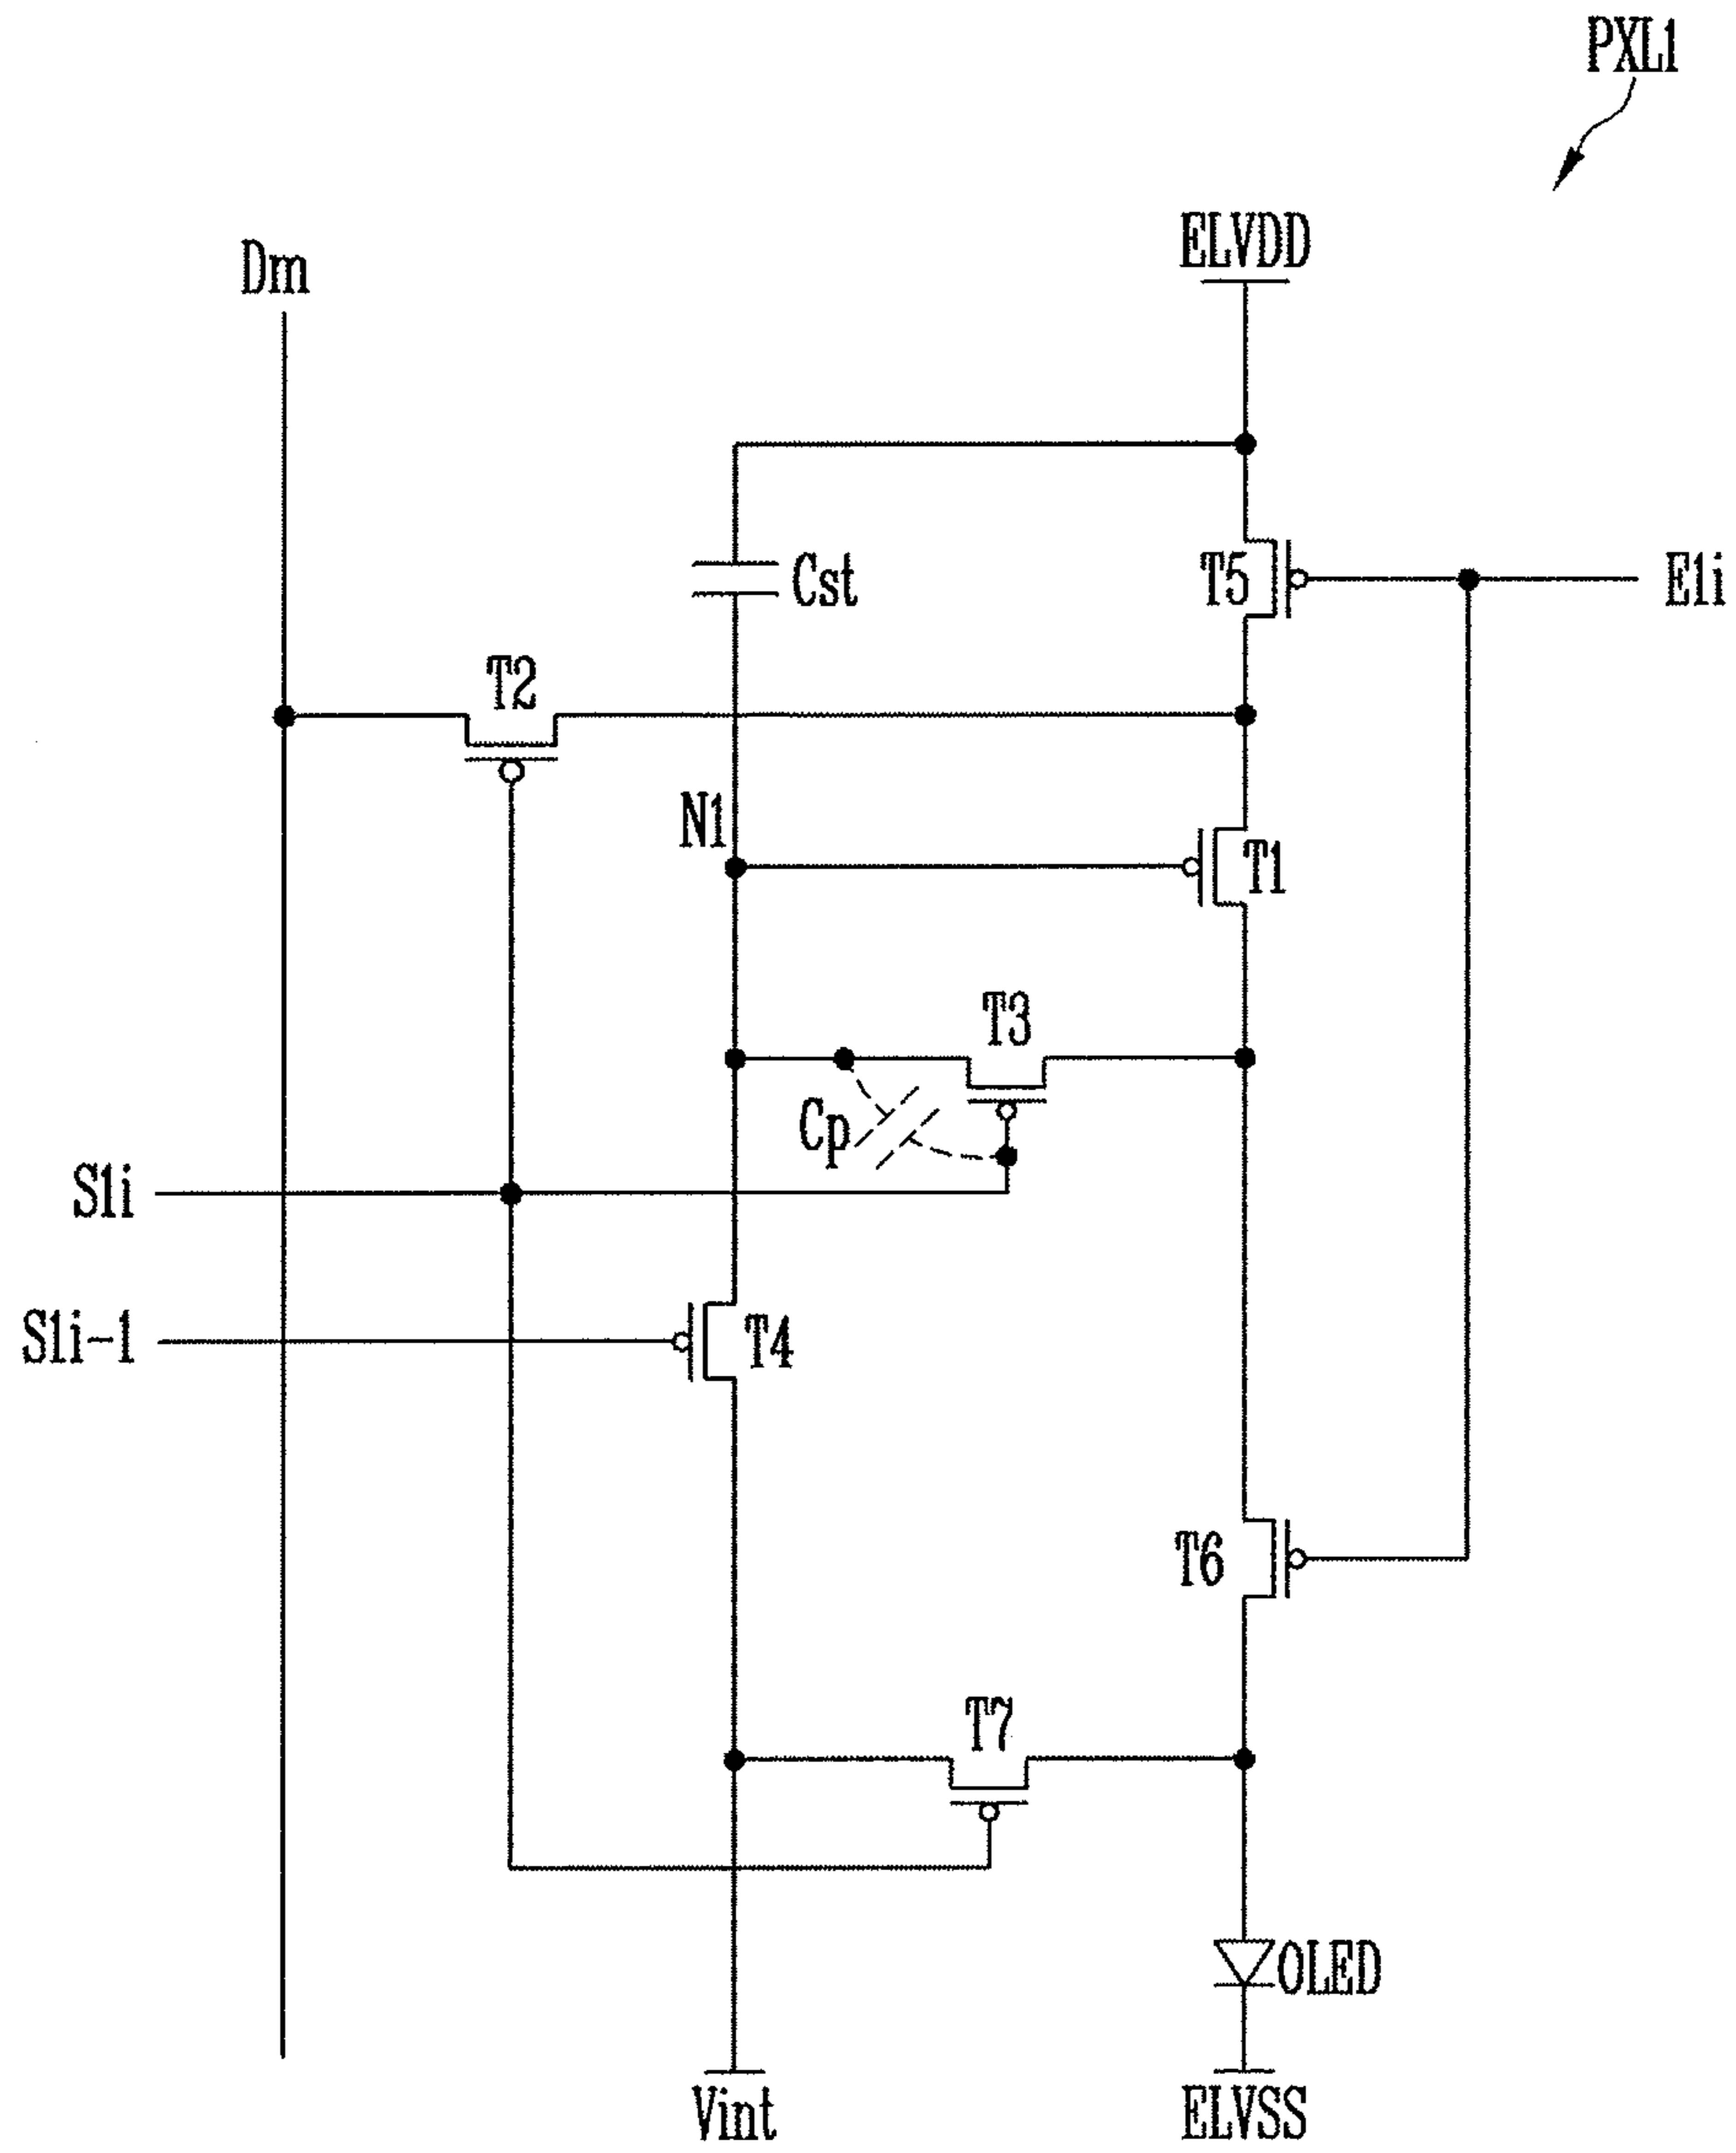 PXL1
ELVDD
Dm
Cst
T5
E1i
T2
N1
T1
T3
Cp
S1i
S1i-1
T4
T6
T7
OLED
Vint
ELVSS